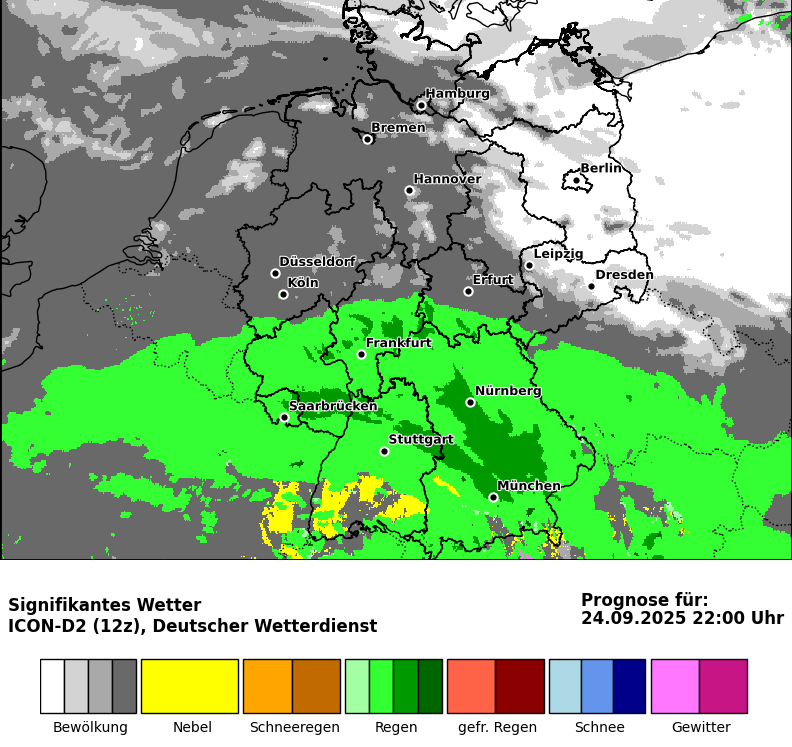 Hamburg
Bremen
Berlin
Hannover
Leipzig
Düsseldorf
Dresden
Köln
Erfurt
Frankfurt
Nürnberg
Saarbrücken
Stuttgart
München
Signifikantes Wetter
ICON-D2 (12z), Deutscher Wetterdienst
Prognose für:
24.09.2025 22:00 Uhr
Bewölkung Nebel Schneeregen Regen gefr. Regen Schnee Gewitter